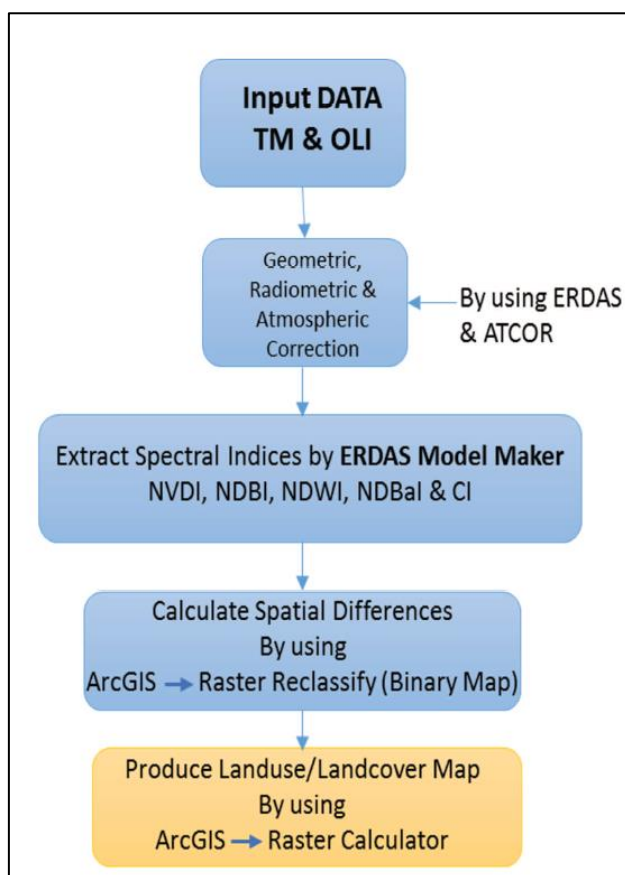 Input DATA
TM & OLI
Geometric,
Radiometric &
Atmospheric
Correction
By using ERDAS
& ATCOR
Extract Spectral Indices by ERDAS Model Maker
NVDI, NDBI, NDWI, NDBaI & CI
Calculate Spatial Differences
By using
ArcGIS → Raster Reclassify (Binary Map)
Produce Landuse/Landcover Map
By using
ArcGIS → Raster Calculator